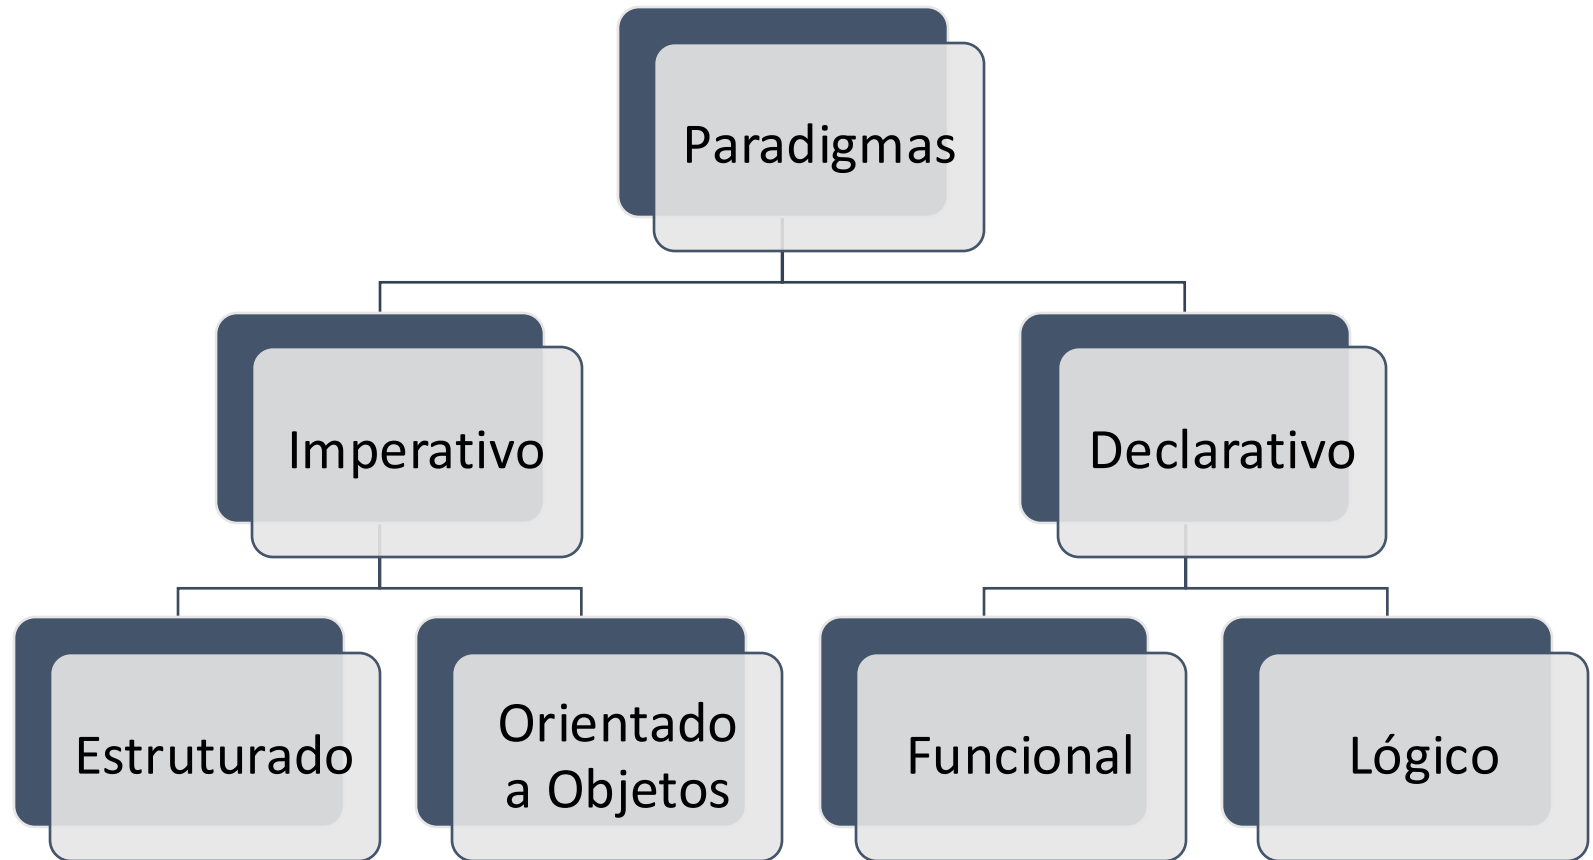 Paradigmas
Imperativo
Declarativo
Estruturado
Orientado
a Objetos
Funcional
Lógico